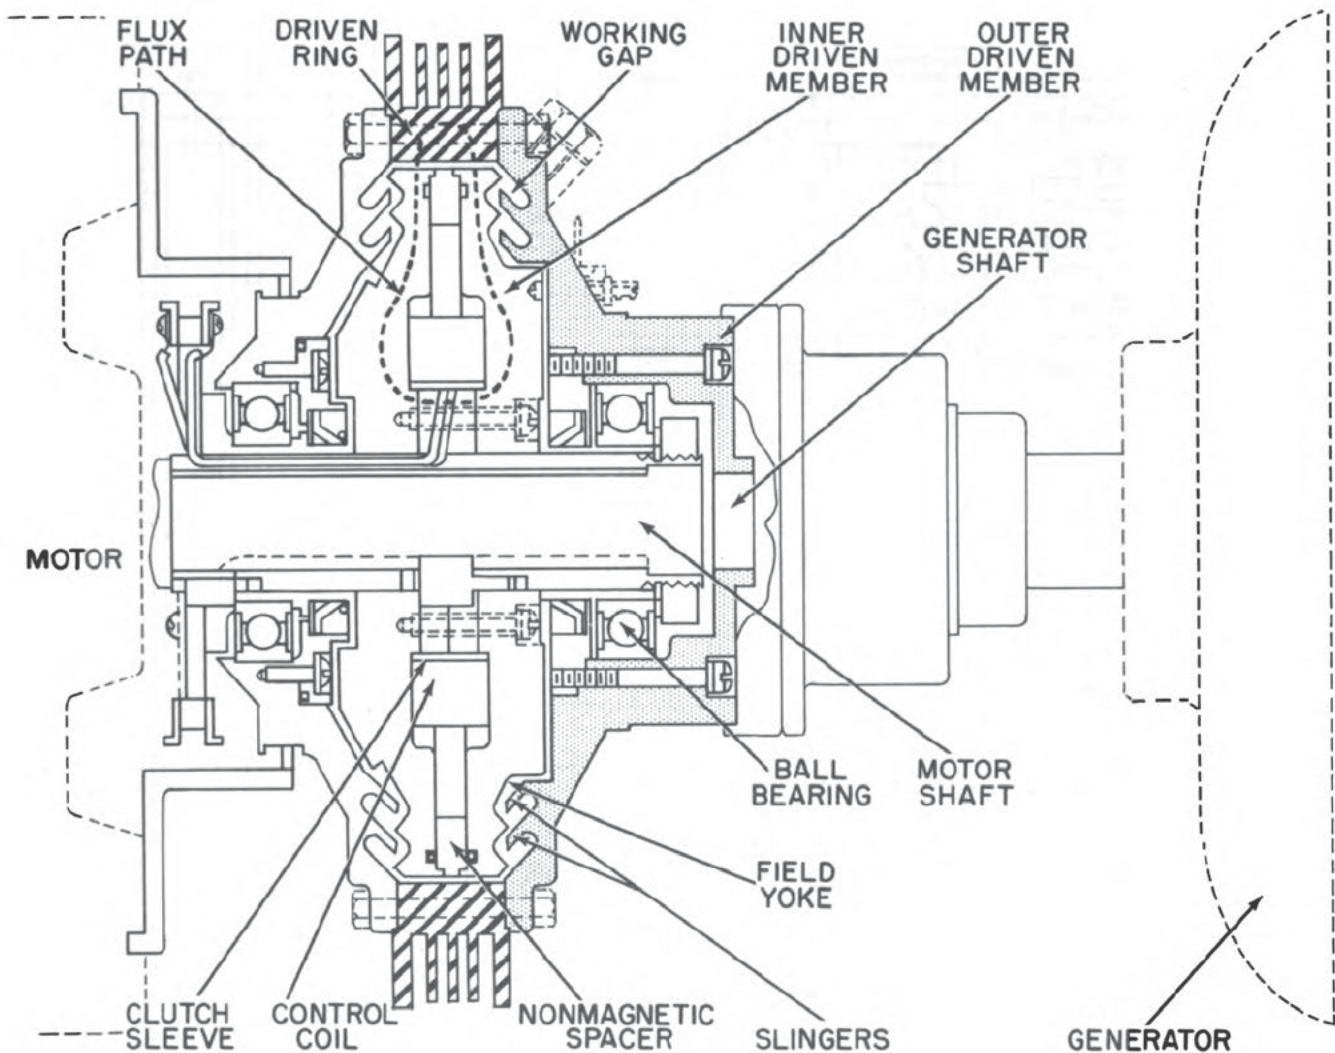 FLUX
PATH
DRIVEN
RING
WORKING
GAP
INNER
DRIVEN
MEMBER
OUTER
DRIVEN
MEMBER
GENERATOR
SHAFT
MOTOR
BALL
BEARING
MOTOR
SHAFT
FIELD
YOKE
CLUTCH
SLEEVE
CONTROL
COIL
NONMAGNETIC
SPACER
SLINGERS
GENERATOR